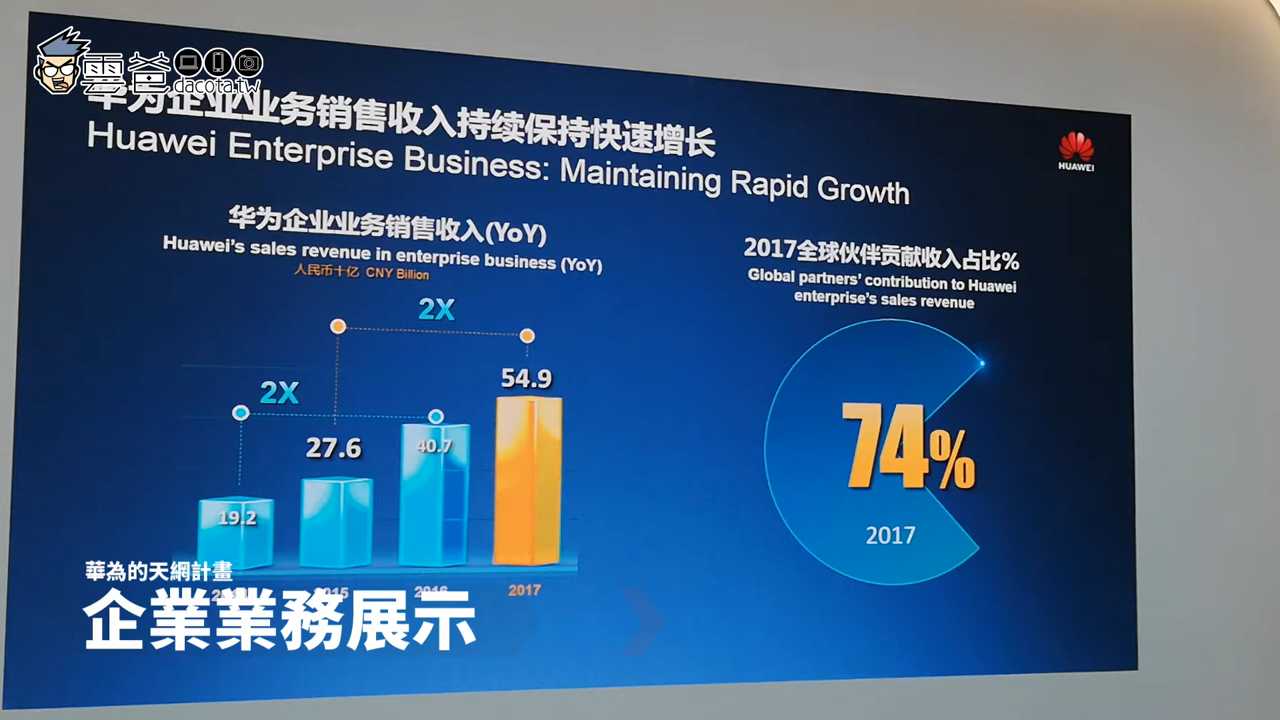 雲爸
dacota.tw
华为企业业务销售收入持续保持快速增长
Huawei Enterprise Business: Maintaining Rapid Growth
HUAWEI
华为企业业务销售收入(YoY)
Huawei's sales revenue in enterprise business (YoY)
人民币十亿 CNY Billion
2X
2X
19.2
27.6
40.7
54.9
2016
2017
2017全球伙伴贡献收入占比%
Global partners' contribution to Huawei
enterprise's sales revenue
74%
2017
華為的天網計畫
企業業務展示